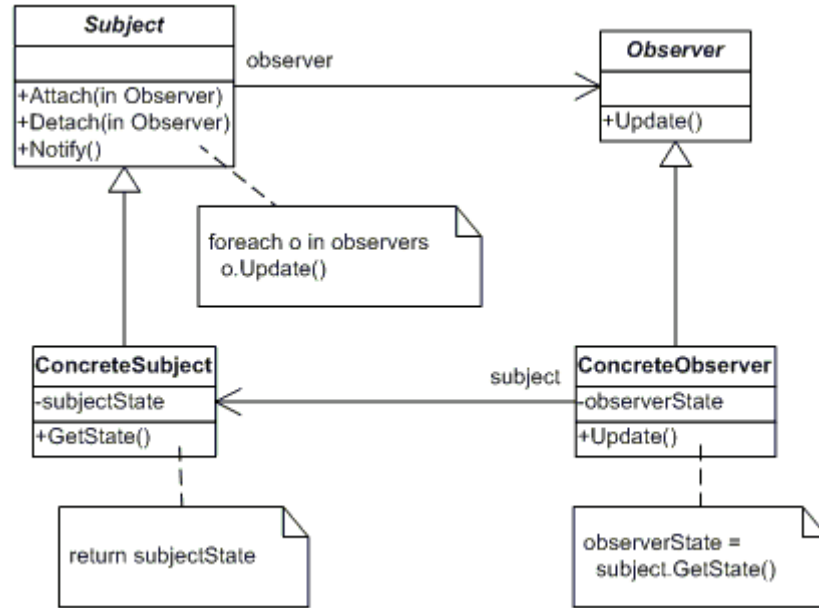 Subject
+Attach(in Observer)
+Detach(in Observer)
+Notify()
observer
Observer
+Update()
foreach o in observers
o.Update()
ConcreteSubject
-subjectState
+GetState()
subject
ConcreteObserver
-observerState
+Update()
return subjectState
observerState =
subject.GetState()